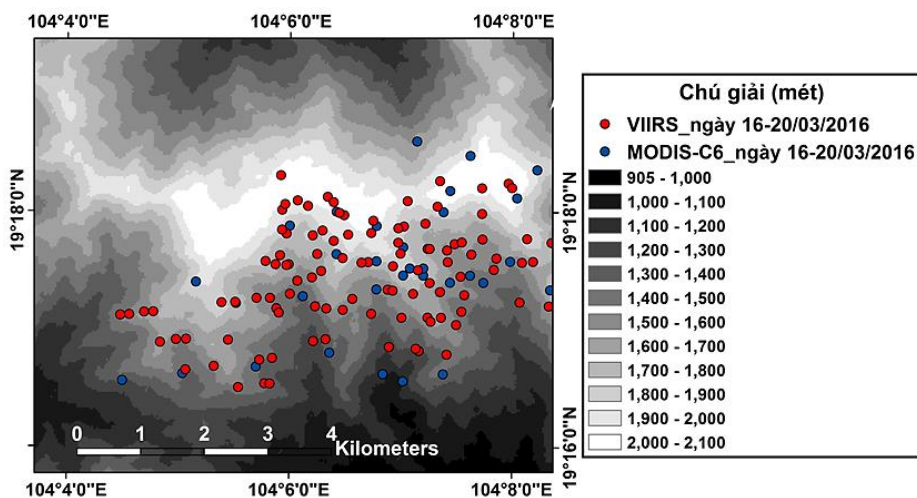 104°4'0"E 104°6'0"E 104°8'0"E
19°18'0"N
19°18'0"N
19°16'0"N
0 1 2 3 4
Kilometers
104°4'0"E 104°6'0"E 104°8'0"E
Chú giải (mét)
VIIRS_ngày 16-20/03/2016
MODIS-C6_ngày 16-20/03/2016
905 - 1,000
1,000 - 1,100
1,100 - 1,200
1,200 - 1,300
1,300 - 1,400
1,400 - 1,500
1,500 - 1,600
1,600 - 1,700
1,700 - 1,800
1,800 - 1,900
1,900 - 2,000
2,000 - 2,100